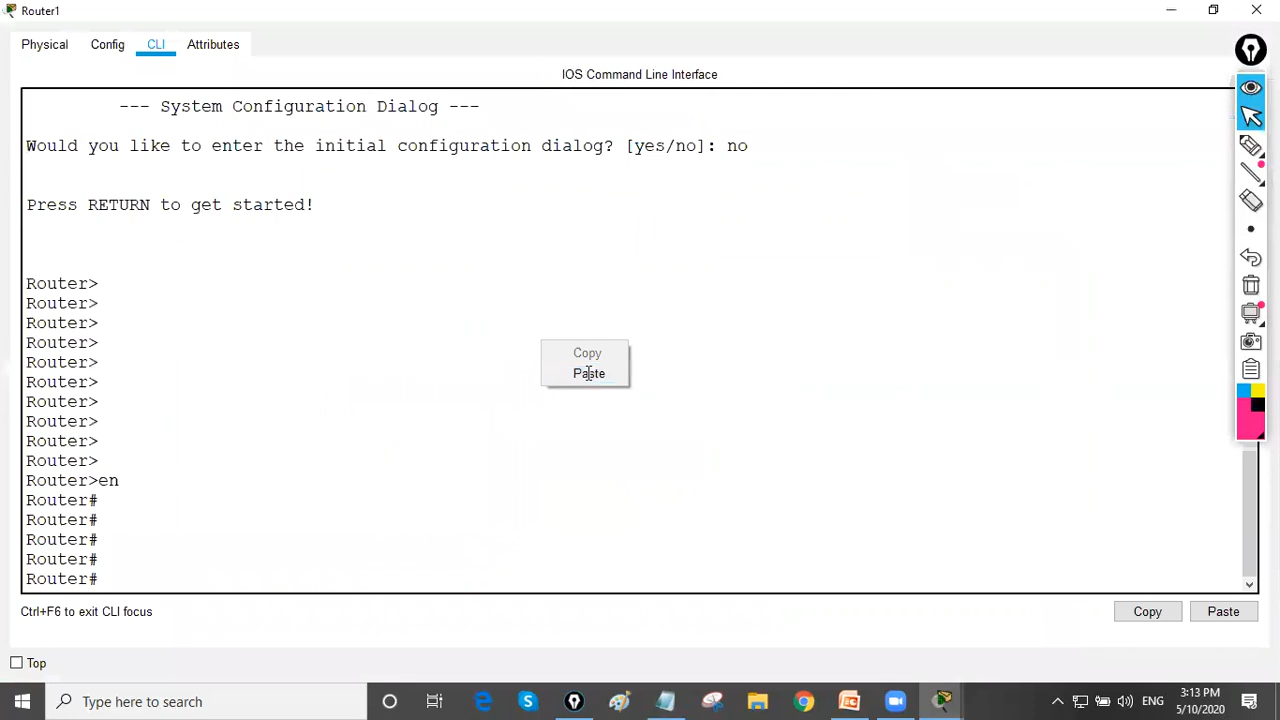 Router1
Physical Config CLI Attributes
IOS Command Line Interface
--- System Configuration Dialog ---
Would you like to enter the initial configuration dialog? [yes/no]: no
Press RETURN to get started!
Router>
Router>
Router>
Router>
Router>
Router>
Router>
Router>
Router>
Router>
Router>en
Router#
Router#
Router#
Router#
Router#
Copy
Paste
Ctrl+F6 to exit CLI focus
Copy Paste
Top
Type here to search
ENG
3:13 PM
5/10/2020